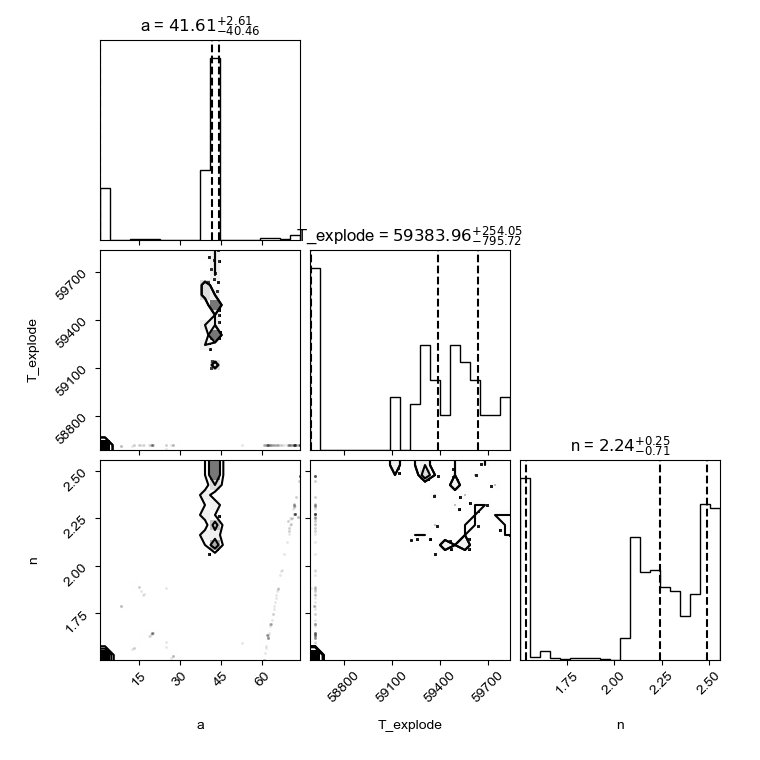 a = 41.61+2.61−40.46
T_explode = 59383.96+254.05−795.72
59700
59400
59100
58800
T_explode
n = 2.24+0.25−0.71
2.50
2.25
2.00
1.75
n
15 30 45 60
58800 59100 59400 59700
1.75 2.00 2.25 2.50
a T_explode n